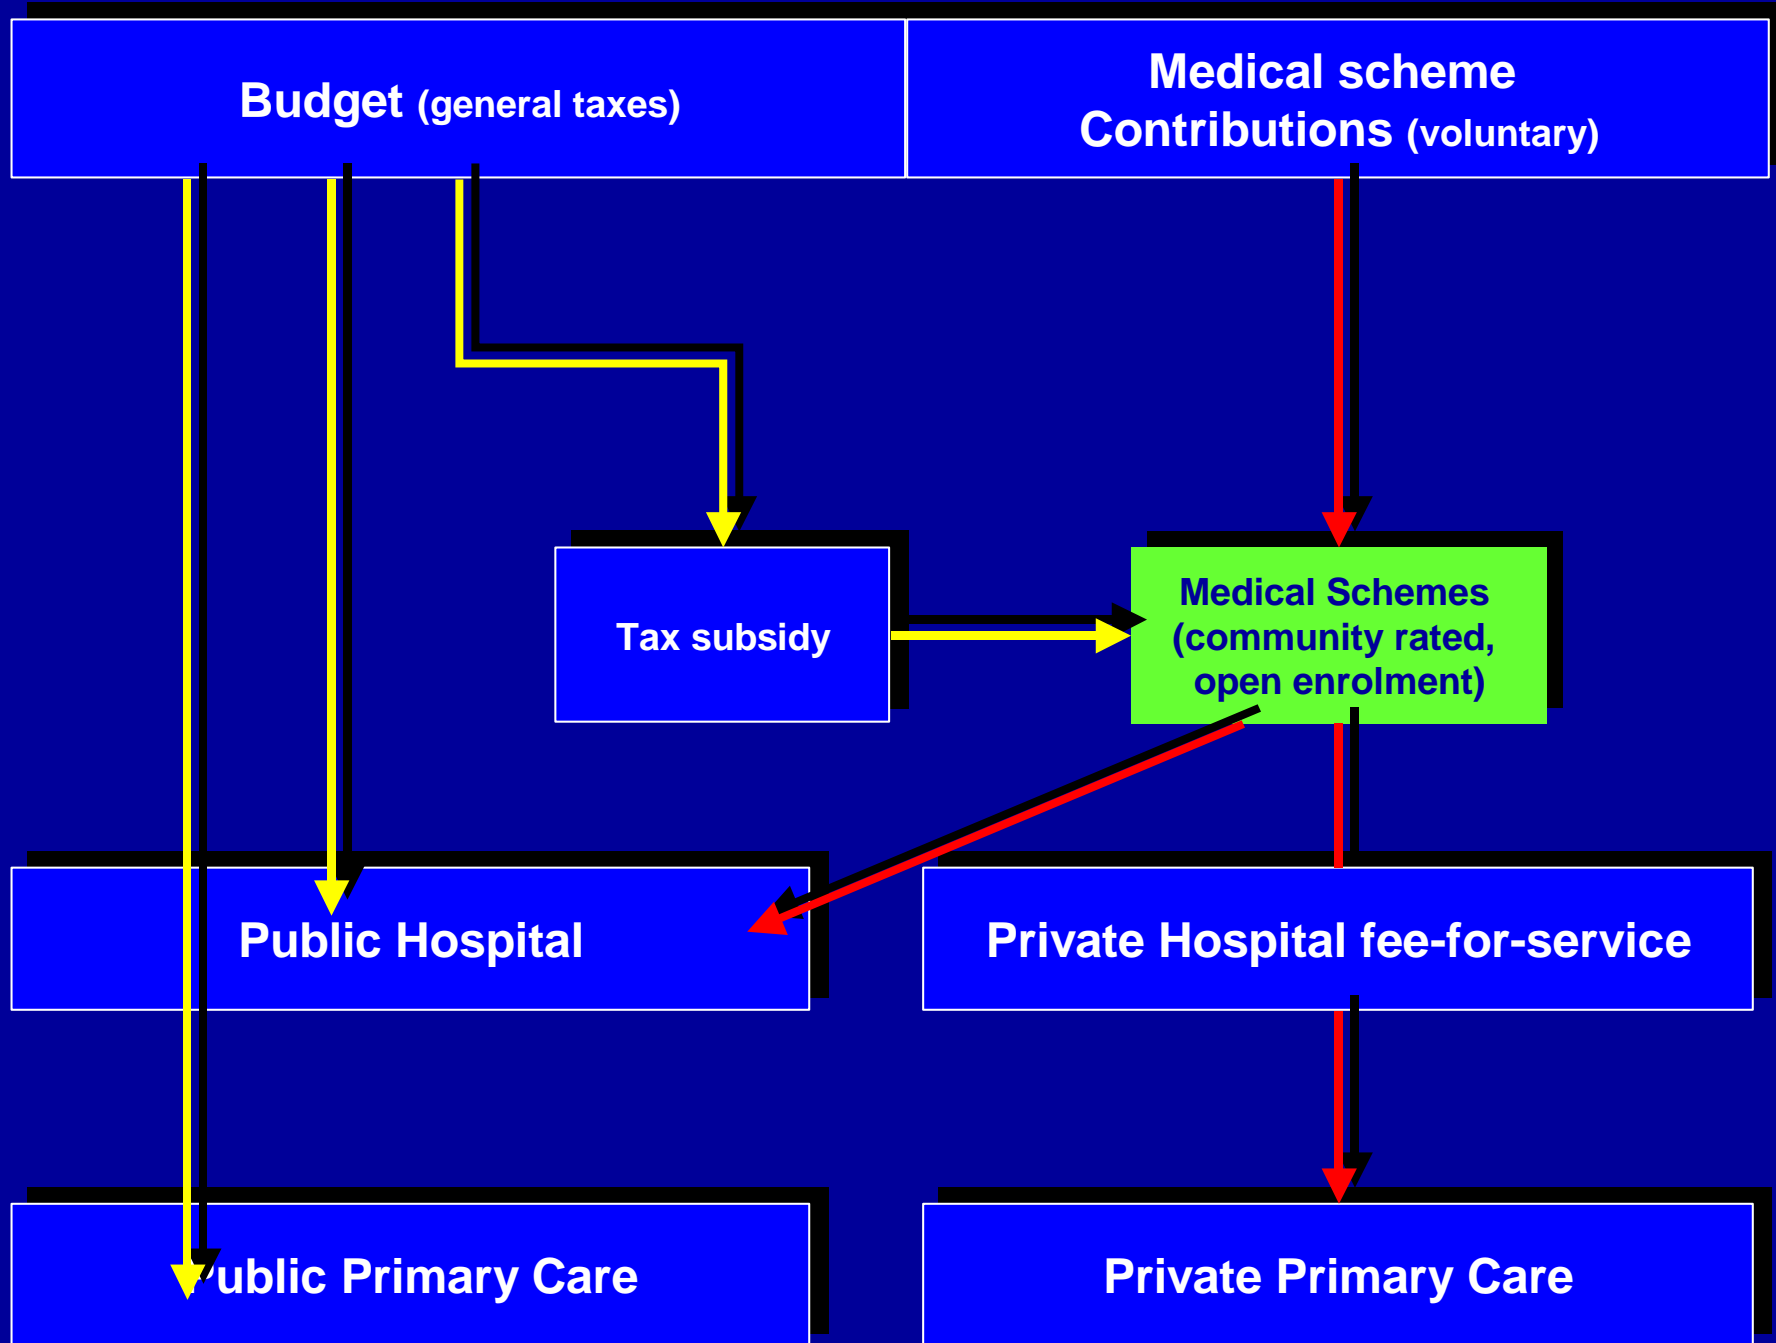 Budget (general taxes)
Medical scheme
Contributions (voluntary)
Tax subsidy
Medical Schemes
(community rated,
open enrolment)
Public Hospital
Private Hospital fee-for-service
Public Primary Care
Private Primary Care